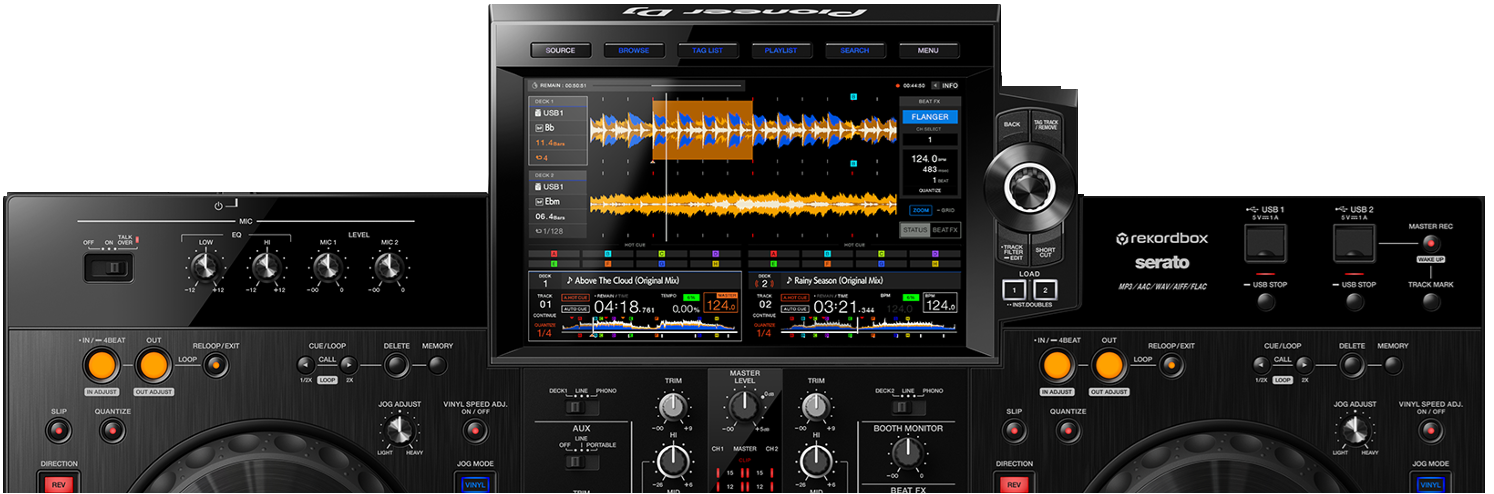 Pioneer Dj
SOURCE BROWSE TAG LIST PLAYLIST SEARCH MENU
REMAIN : 00:50:51
00:44:53 INFO
DECK 1
USB1
Bb
11.4Bars
4
BEAT FX
FLANGER
CH SELECT
1
124.0 BPM
483 msec
1 BEAT
QUANTIZE
DECK 2
USB1
Ebm
06.4Bars
1/128
ZOOM GRID
STATUS BEAT FX
HOT CUE HOT CUE
A B C D A B C D
E F G H E F G H
DECK 1 Above The Cloud (Original Mix)
DECK 2 Rainy Season (Original Mix)
TRACK 01 CONTINUE QUANTIZE 1/4
A.HOT CUE AUTO CUE REMAIN / TIME 04:18.761 TEMPO 0,00% MASTER 124.0
TRACK 02 CONTINUE QUANTIZE 1/4
A.HOT CUE AUTO CUE REMAIN / TIME 03:21.344 BPM 124.0 BPM 124.0
BACK
TAG TRACK
/ REMOVE
TRACK
FILTER
EDIT
SHORT
CUT
LOAD
1 2
INST.DOUBLES
MIC
OFF ON TALK OVER
EQ
LOW HI
-12 +12 -12 +12
LEVEL
MIC 1 MIC 2
-∞ 0 -∞ 0
rekordbox
serato
MP3 / AAC / WAV / AIFF / FLAC
USB 1
5V 1A
USB STOP
USB 2
5V 1A
USB STOP
MASTER REC
WAKE UP
TRACK MARK
IN / 4BEAT OUT
LOOP
RELOOP/EXIT
IN ADJUST OUT ADJUST
CUE/LOOP
CALL
1/2X LOOP 2X
DELETE MEMORY
SLIP QUANTIZE
JOG ADJUST
LIGHT HEAVY
VINYL SPEED ADJ.
ON / OFF
DIRECTION
REV
JOG MODE
VINYL
DECK1 LINE PHONO
AUX
LINE
OFF PORTABLE
TRIM
TRIM
-∞ +9
HI
-26 +6
MID
MASTER
LEVEL
0dB
-∞ +5dB
CH 1 MASTER CH 2
CLIP
15 15
12 12
TRIM
-∞ +9
HI
-26 +6
MID
DECK2 LINE PHONO
BOOTH MONITOR
-∞ 0
BEAT FX
IN / 4BEAT OUT
LOOP
RELOOP/EXIT
IN ADJUST OUT ADJUST
CUE/LOOP
CALL
1/2X LOOP 2X
DELETE MEMORY
SLIP QUANTIZE
JOG ADJUST
LIGHT HEAVY
VINYL SPEED ADJ.
ON / OFF
DIRECTION
REV
JOG MODE
VINYL